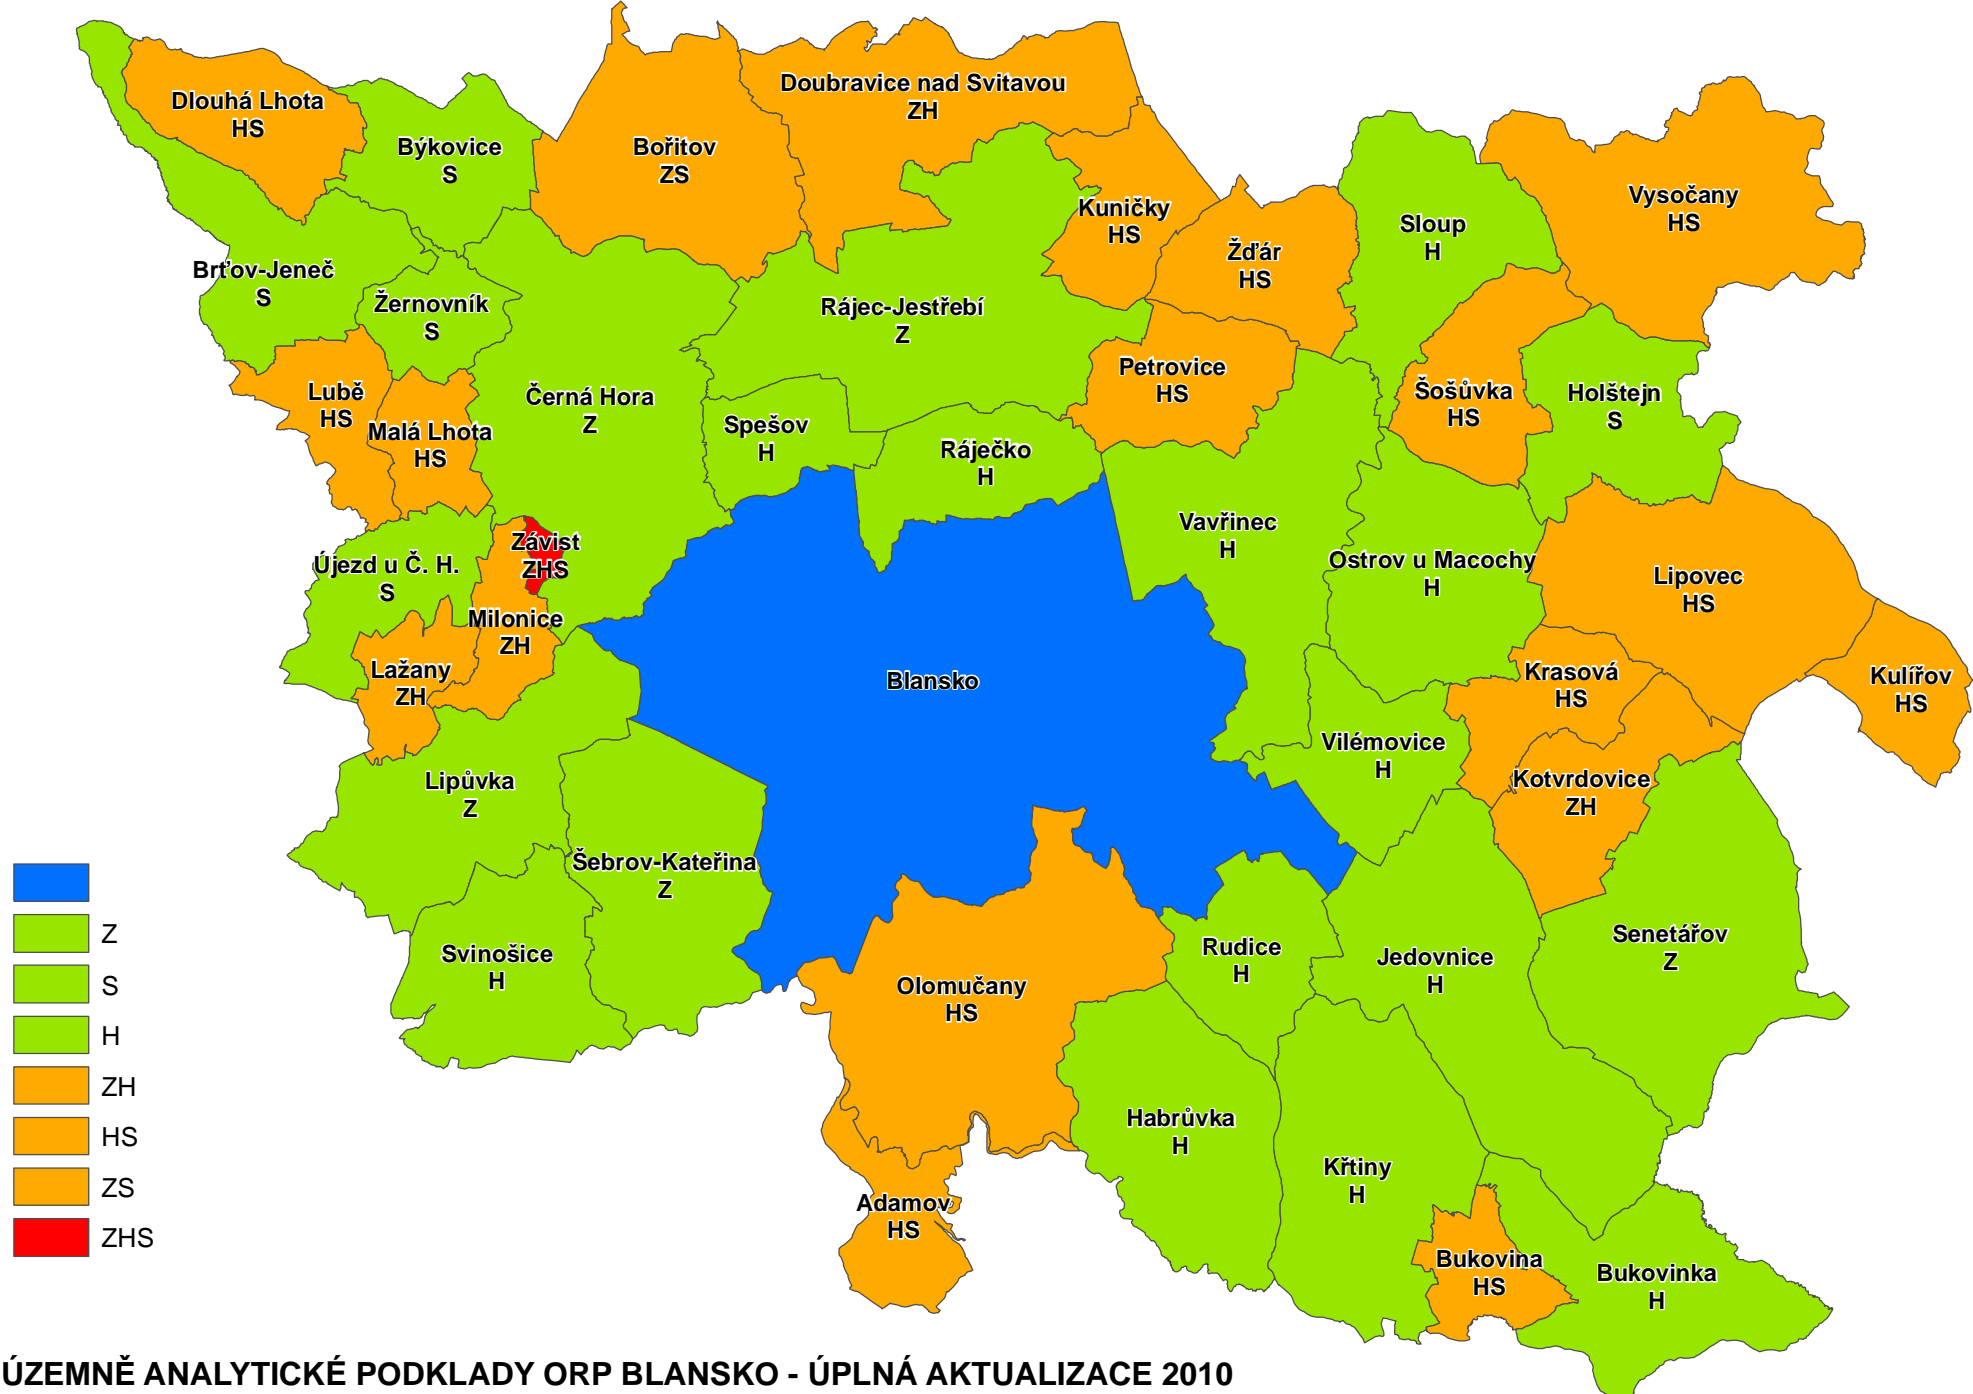 Doubravice nad Svitavou
ZH
Dlouhá Lhota
HS
Býkovice
S
Bořitov
ZS
Vysočany
HS
Kuničky
HS
Sloup
H
Žďár
HS
Brťov-Jeneč
S
Žernovník
S
Rájec-Jestřebí
Z
Petrovice
HS
Lubě
HS
Černá Hora
Z
Šošůvka
HS
Holštejn
S
Malá Lhota
HS
Spešov
H
Ráječko
H
Vavřinec
H
Závist
ZHS
Újezd u Č. H.
S
Ostrov u Macochy
H
Lipovec
HS
Milonice
ZH
Lažany
ZH
Blansko
Krasová
HS
Kulířov
HS
Vilémovice
H
Lipůvka
Z
Kotvrdovice
ZH
Šebrov-Kateřina
Z
Senetářov
Z
Svinošice
H
Rudice
H
Jedovnice
H
Olomučany
HS
Habrůvka
H
Křtiny
H
Adamov
HS
Bukovina
HS
Bukovinka
H
Z
S
H
ZH
HS
ZS
ZHS
ÚZEMNĚ ANALYTICKÉ PODKLADY ORP BLANSKO - ÚPLNÁ AKTUALIZACE 2010